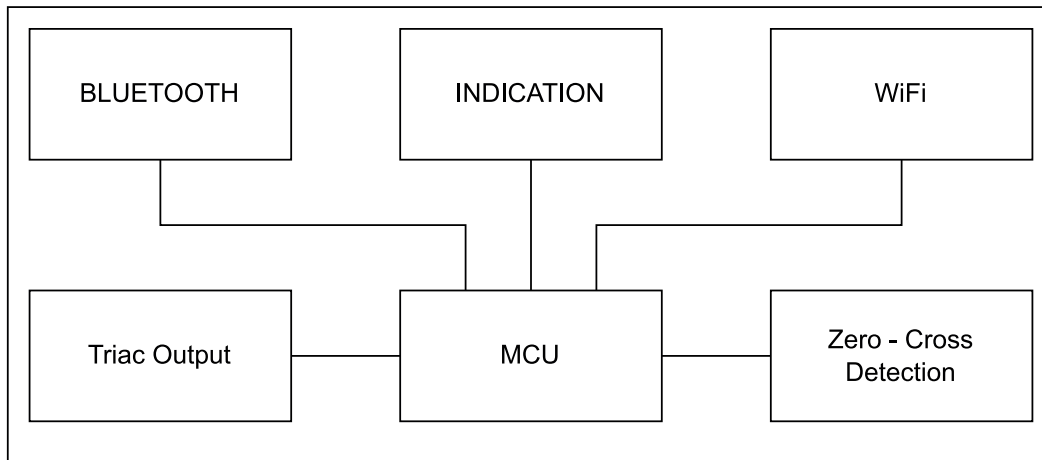 BLUETOOTH
INDICATION
WiFi
Triac Output
MCU
Zero - Cross
Detection